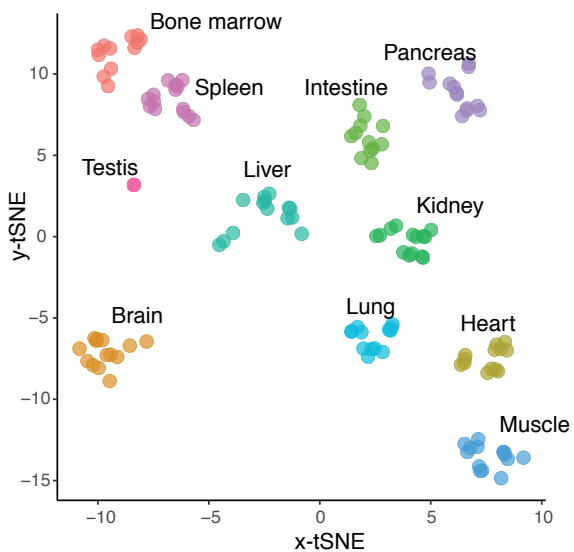 Bone marrow
Pancreas
Spleen
Intestine
Testis
Liver
Kidney
Brain
Lung
Heart
Muscle
10
5
0
−5
−10
−15
y-tSNE
−10
−5
0
5
10
x-tSNE